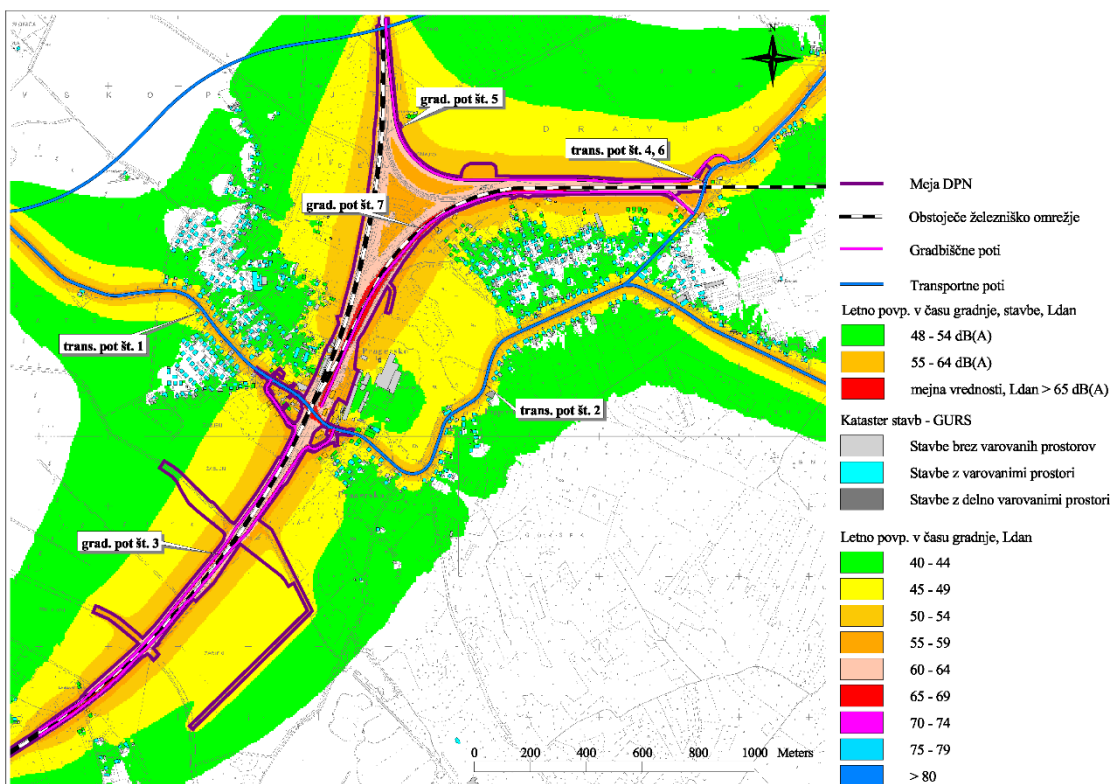 N
DRAVSKO
grad. pot št. 5
trans. pot št. 4, 6
grad. pot št. 7
trans. pot št. 1
trans. pot št. 2
grad. pot št. 3
0 200 400 600 800 1000 Meters
Meja DPN
Obstoječe železniško omrežje
Gradbiščne poti
Transportne poti
Letno povp. v času gradnje, stavbe, Ldan
48 - 54 dB(A)
55 - 64 dB(A)
mejna vrednosti, Ldan > 65 dB(A)
Kataster stavb - GURS
Stavbe brez varovanih prostorov
Stavbe z varovanimi prostori
Stavbe z delno varovanimi prostori
Letno povp. v času gradnje, Ldan
40 - 44
45 - 49
50 - 54
55 - 59
60 - 64
65 - 69
70 - 74
75 - 79
> 80